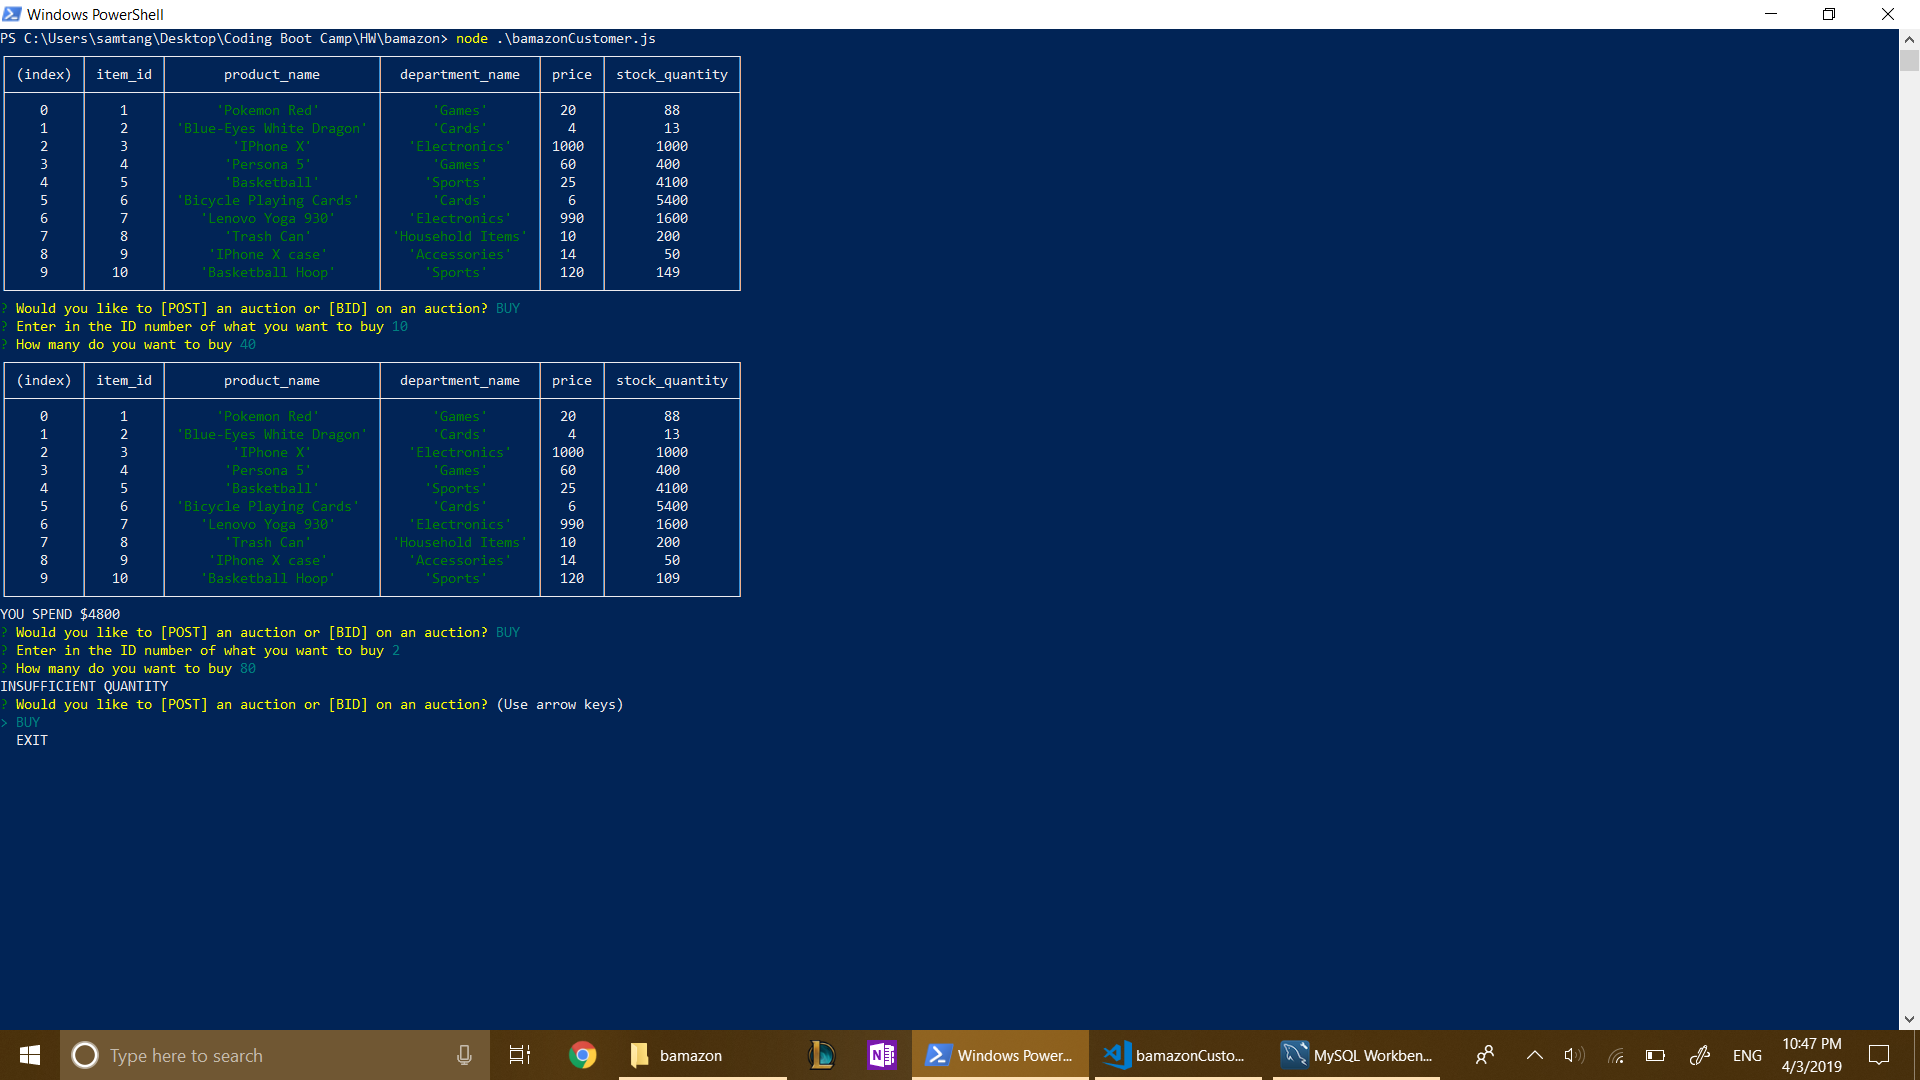 Windows PowerShell
PS C:\Users\samtang\Desktop\Coding Boot Camp\HW\bamazon> node .\bamazonCustomer.js
(index) item_id product_name department_name price stock_quantity
0 1 'Pokemon Red' 'Games' 20 88
1 2 'Blue-Eyes White Dragon' 'Cards' 4 13
2 3 'IPhone X' 'Electronics' 1000 1000
3 4 'Persona 5' 'Games' 60 400
4 5 'Basketball' 'Sports' 25 4100
5 6 'Bicycle Playing Cards' 'Cards' 6 5400
6 7 'Lenovo Yoga 930' 'Electronics' 990 1600
7 8 'Trash Can' 'Household Items' 10 200
8 9 'IPhone X case' 'Accessories' 14 50
9 10 'Basketball Hoop' 'Sports' 120 149
? Would you like to [POST] an auction or [BID] on an auction? BUY
? Enter in the ID number of what you want to buy 10
? How many do you want to buy 40
(index) item_id product_name department_name price stock_quantity
0 1 'Pokemon Red' 'Games' 20 88
1 2 'Blue-Eyes White Dragon' 'Cards' 4 13
2 3 'IPhone X' 'Electronics' 1000 1000
3 4 'Persona 5' 'Games' 60 400
4 5 'Basketball' 'Sports' 25 4100
5 6 'Bicycle Playing Cards' 'Cards' 6 5400
6 7 'Lenovo Yoga 930' 'Electronics' 990 1600
7 8 'Trash Can' 'Household Items' 10 200
8 9 'IPhone X case' 'Accessories' 14 50
9 10 'Basketball Hoop' 'Sports' 120 109
YOU SPEND $4800
? Would you like to [POST] an auction or [BID] on an auction? BUY
? Enter in the ID number of what you want to buy 2
? How many do you want to buy 80
INSUFFICIENT QUANTITY
? Would you like to [POST] an auction or [BID] on an auction? (Use arrow keys)
> BUY
EXIT
Type here to search
bamazon
N
Windows Power...
bamazonCusto...
MySQL Workben...
ENG
10:47 PM
4/3/2019